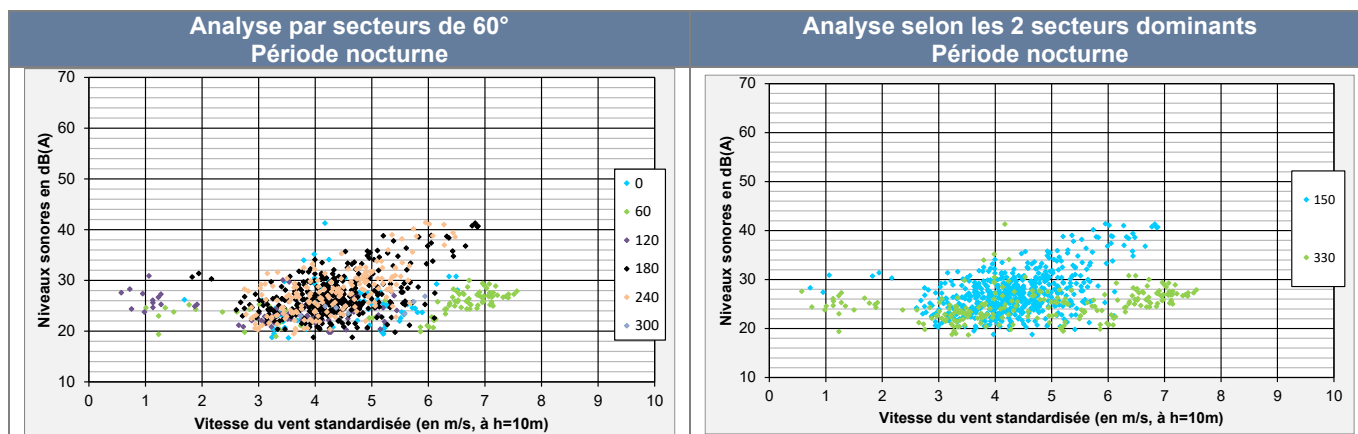 Analyse par secteurs de 60°
Période nocturne
Analyse selon les 2 secteurs dominants
Période nocturne
Niveaux sonores en dB(A)
70
60
50
40
30
20
10
0 1 2 3 4 5 6 7 8 9 10
Vitesse du vent standardisée (en m/s, à h=10m)
0
60
120
180
240
300
Niveaux sonores en dB(A)
70
60
50
40
30
20
10
0 1 2 3 4 5 6 7 8 9 10
Vitesse du vent standardisée (en m/s, à h=10m)
150
330